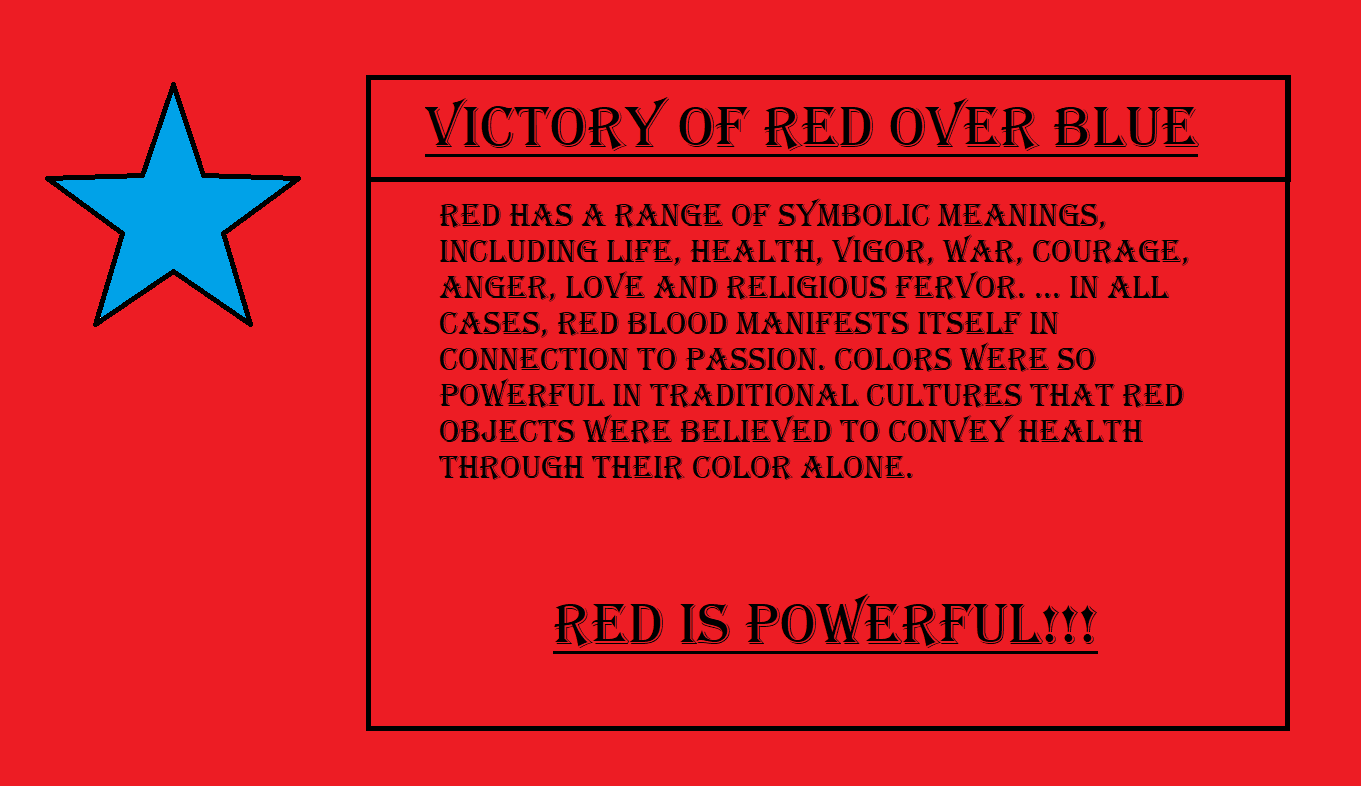 VICTORY OF RED OVER BLUE
RED HAS A RANGE OF SYMBOLIC MEANINGS,
INCLUDING LIFE, HEALTH, VIGOR, WAR, COURAGE,
ANGER, LOVE AND RELIGIOUS FERVOR. ... IN ALL
CASES, RED BLOOD MANIFESTS ITSELF IN
CONNECTION TO PASSION. COLORS WERE SO
POWERFUL IN TRADITIONAL CULTURES THAT RED
OBJECTS WERE BELIEVED TO CONVEY HEALTH
THROUGH THEIR COLOR ALONE.
RED IS POWERFUL!!!